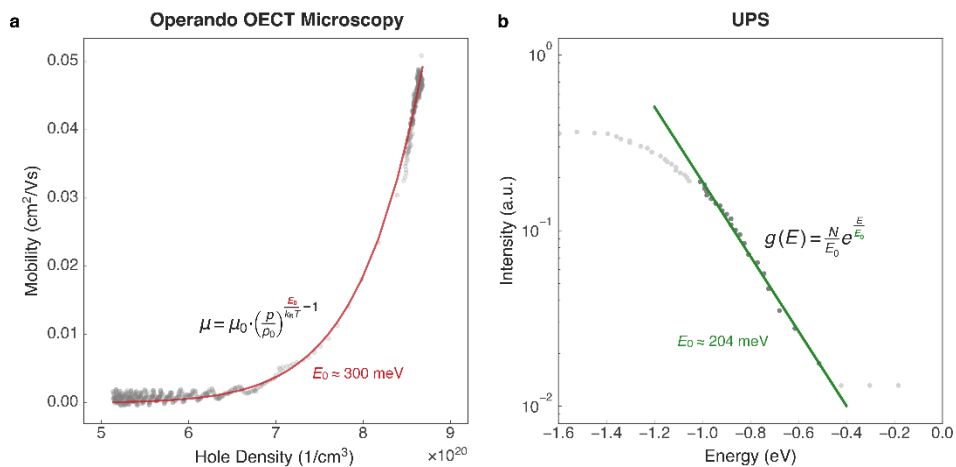 Operando OECT Microscopy
UPS
a
b
0.05
0.04
0.03
0.02
0.01
0.00
Mobility (cm²/Vs)
μ = μ₀·(p/p₀)^(E₀/k_BT − 1)
E₀ ≈ 300 meV
5
6
7
8
9
Hole Density (1/cm³)
×10²⁰
10⁰
10⁻¹
10⁻²
Intensity (a.u.)
g(E) = N/E₀ e^(E/E₀)
E₀ ≈ 204 meV
−1.6
−1.4
−1.2
−1.0
−0.8
−0.6
−0.4
−0.2
0.0
Energy (eV)